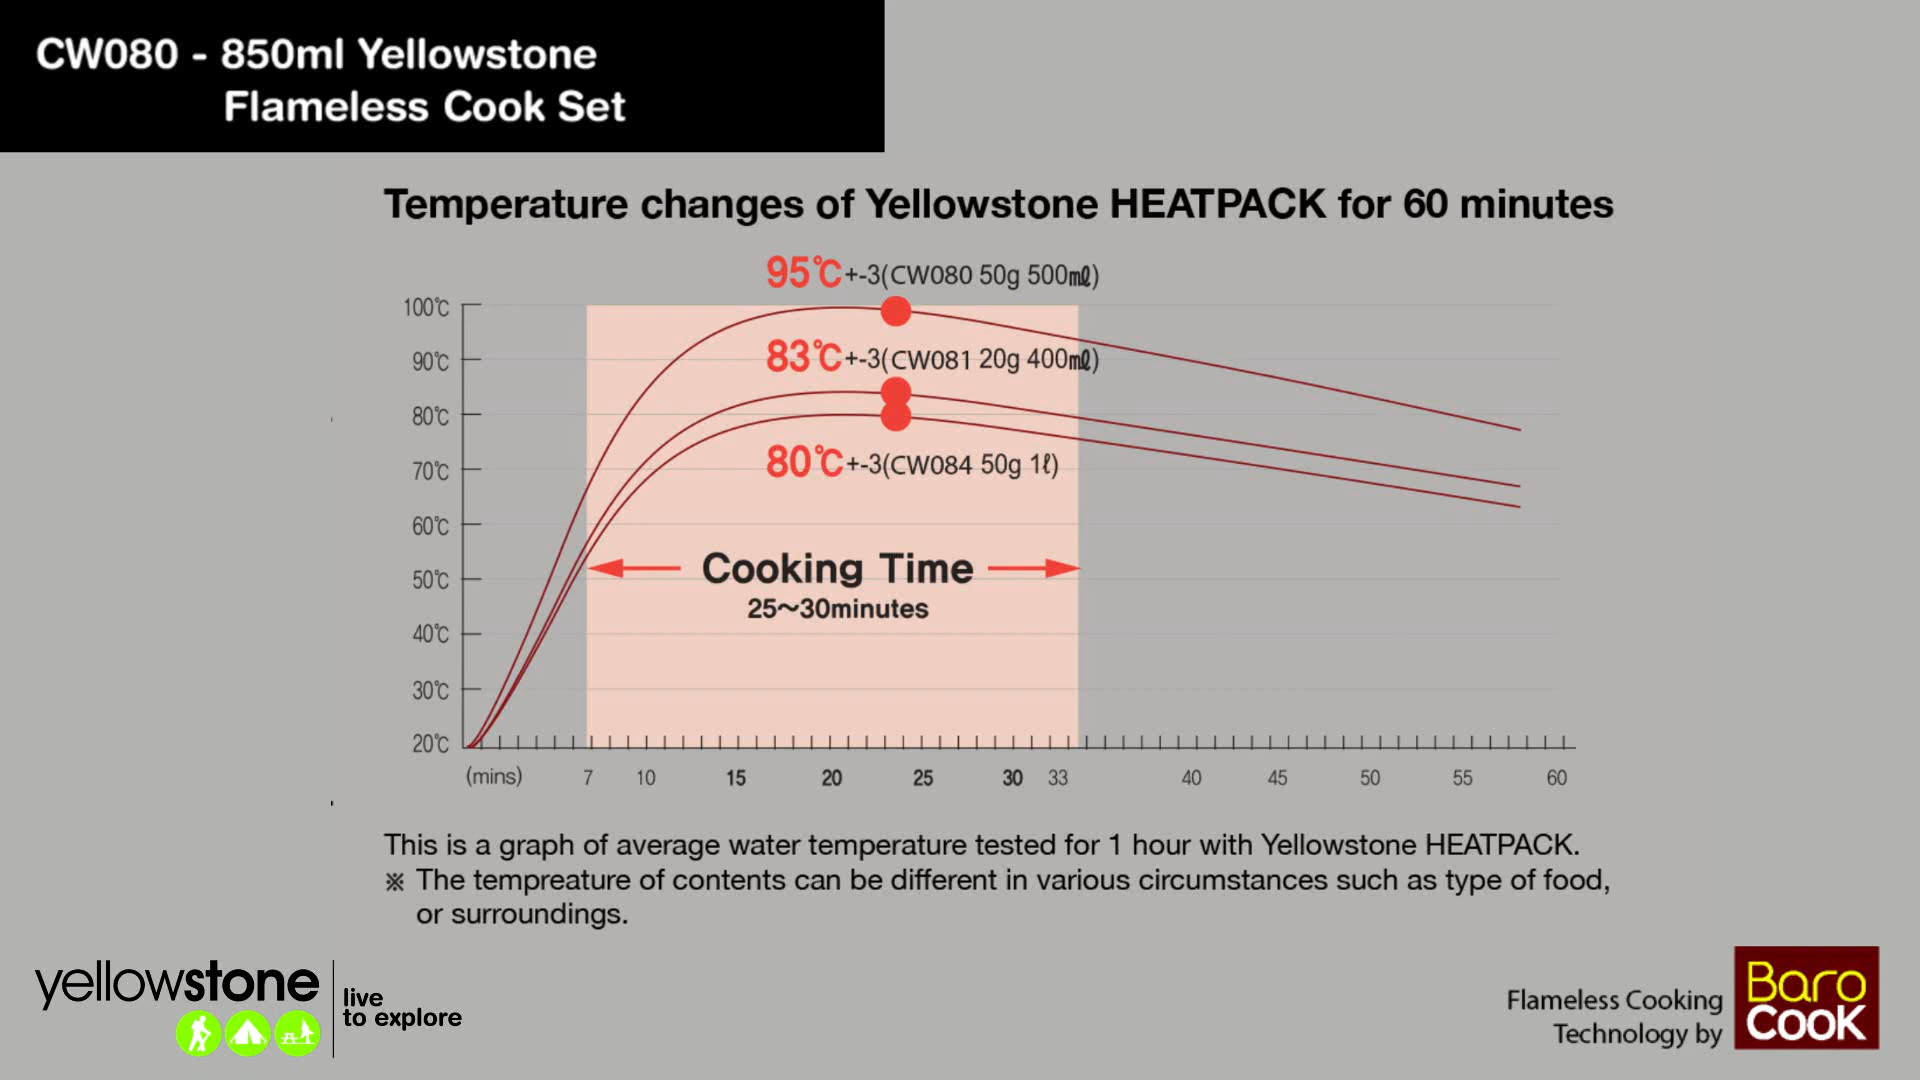 CW080 - 850ml Yellowstone
Flameless Cook Set
Temperature changes of Yellowstone HEATPACK for 60 minutes
95℃+-3(CW080 50g 500㎖)
100℃
83℃+-3(CW081 20g 400㎖)
90℃
80℃
80℃+-3(CW084 50g 1ℓ)
70℃
60℃
Cooking Time
50℃
25~30minutes
40℃
30℃
20℃
(mins) 7 10 15 20 25 30 33 40 45 50 55 60
This is a graph of average water temperature tested for 1 hour with Yellowstone HEATPACK.
※ The tempreature of contents can be different in various circumstances such as type of food,
or surroundings.
yellowstone
live
to explore
Flameless Cooking
Technology by
Baro
CooK